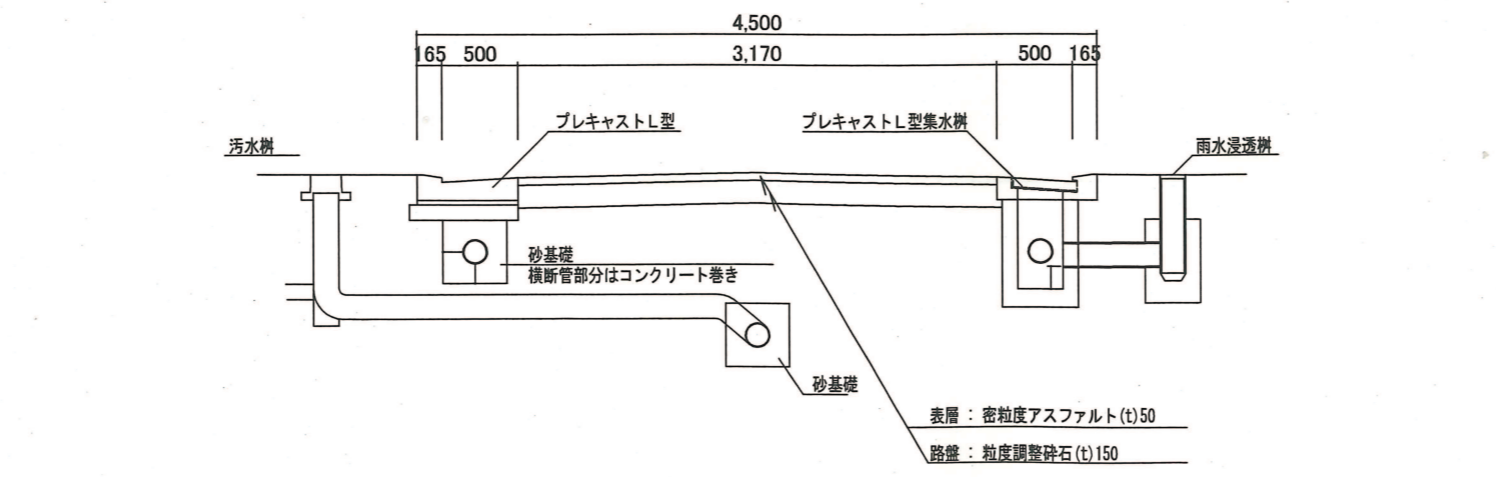 4,500
165 500 3,170 500 165
プレキャストL型
プレキャストL型集水桝
汚水桝
雨水浸透桝
砂基礎
横断管部分はコンクリート巻き
砂基礎
表層：密粒度アスファルト(t)50
路盤：粒度調整砕石(t)150